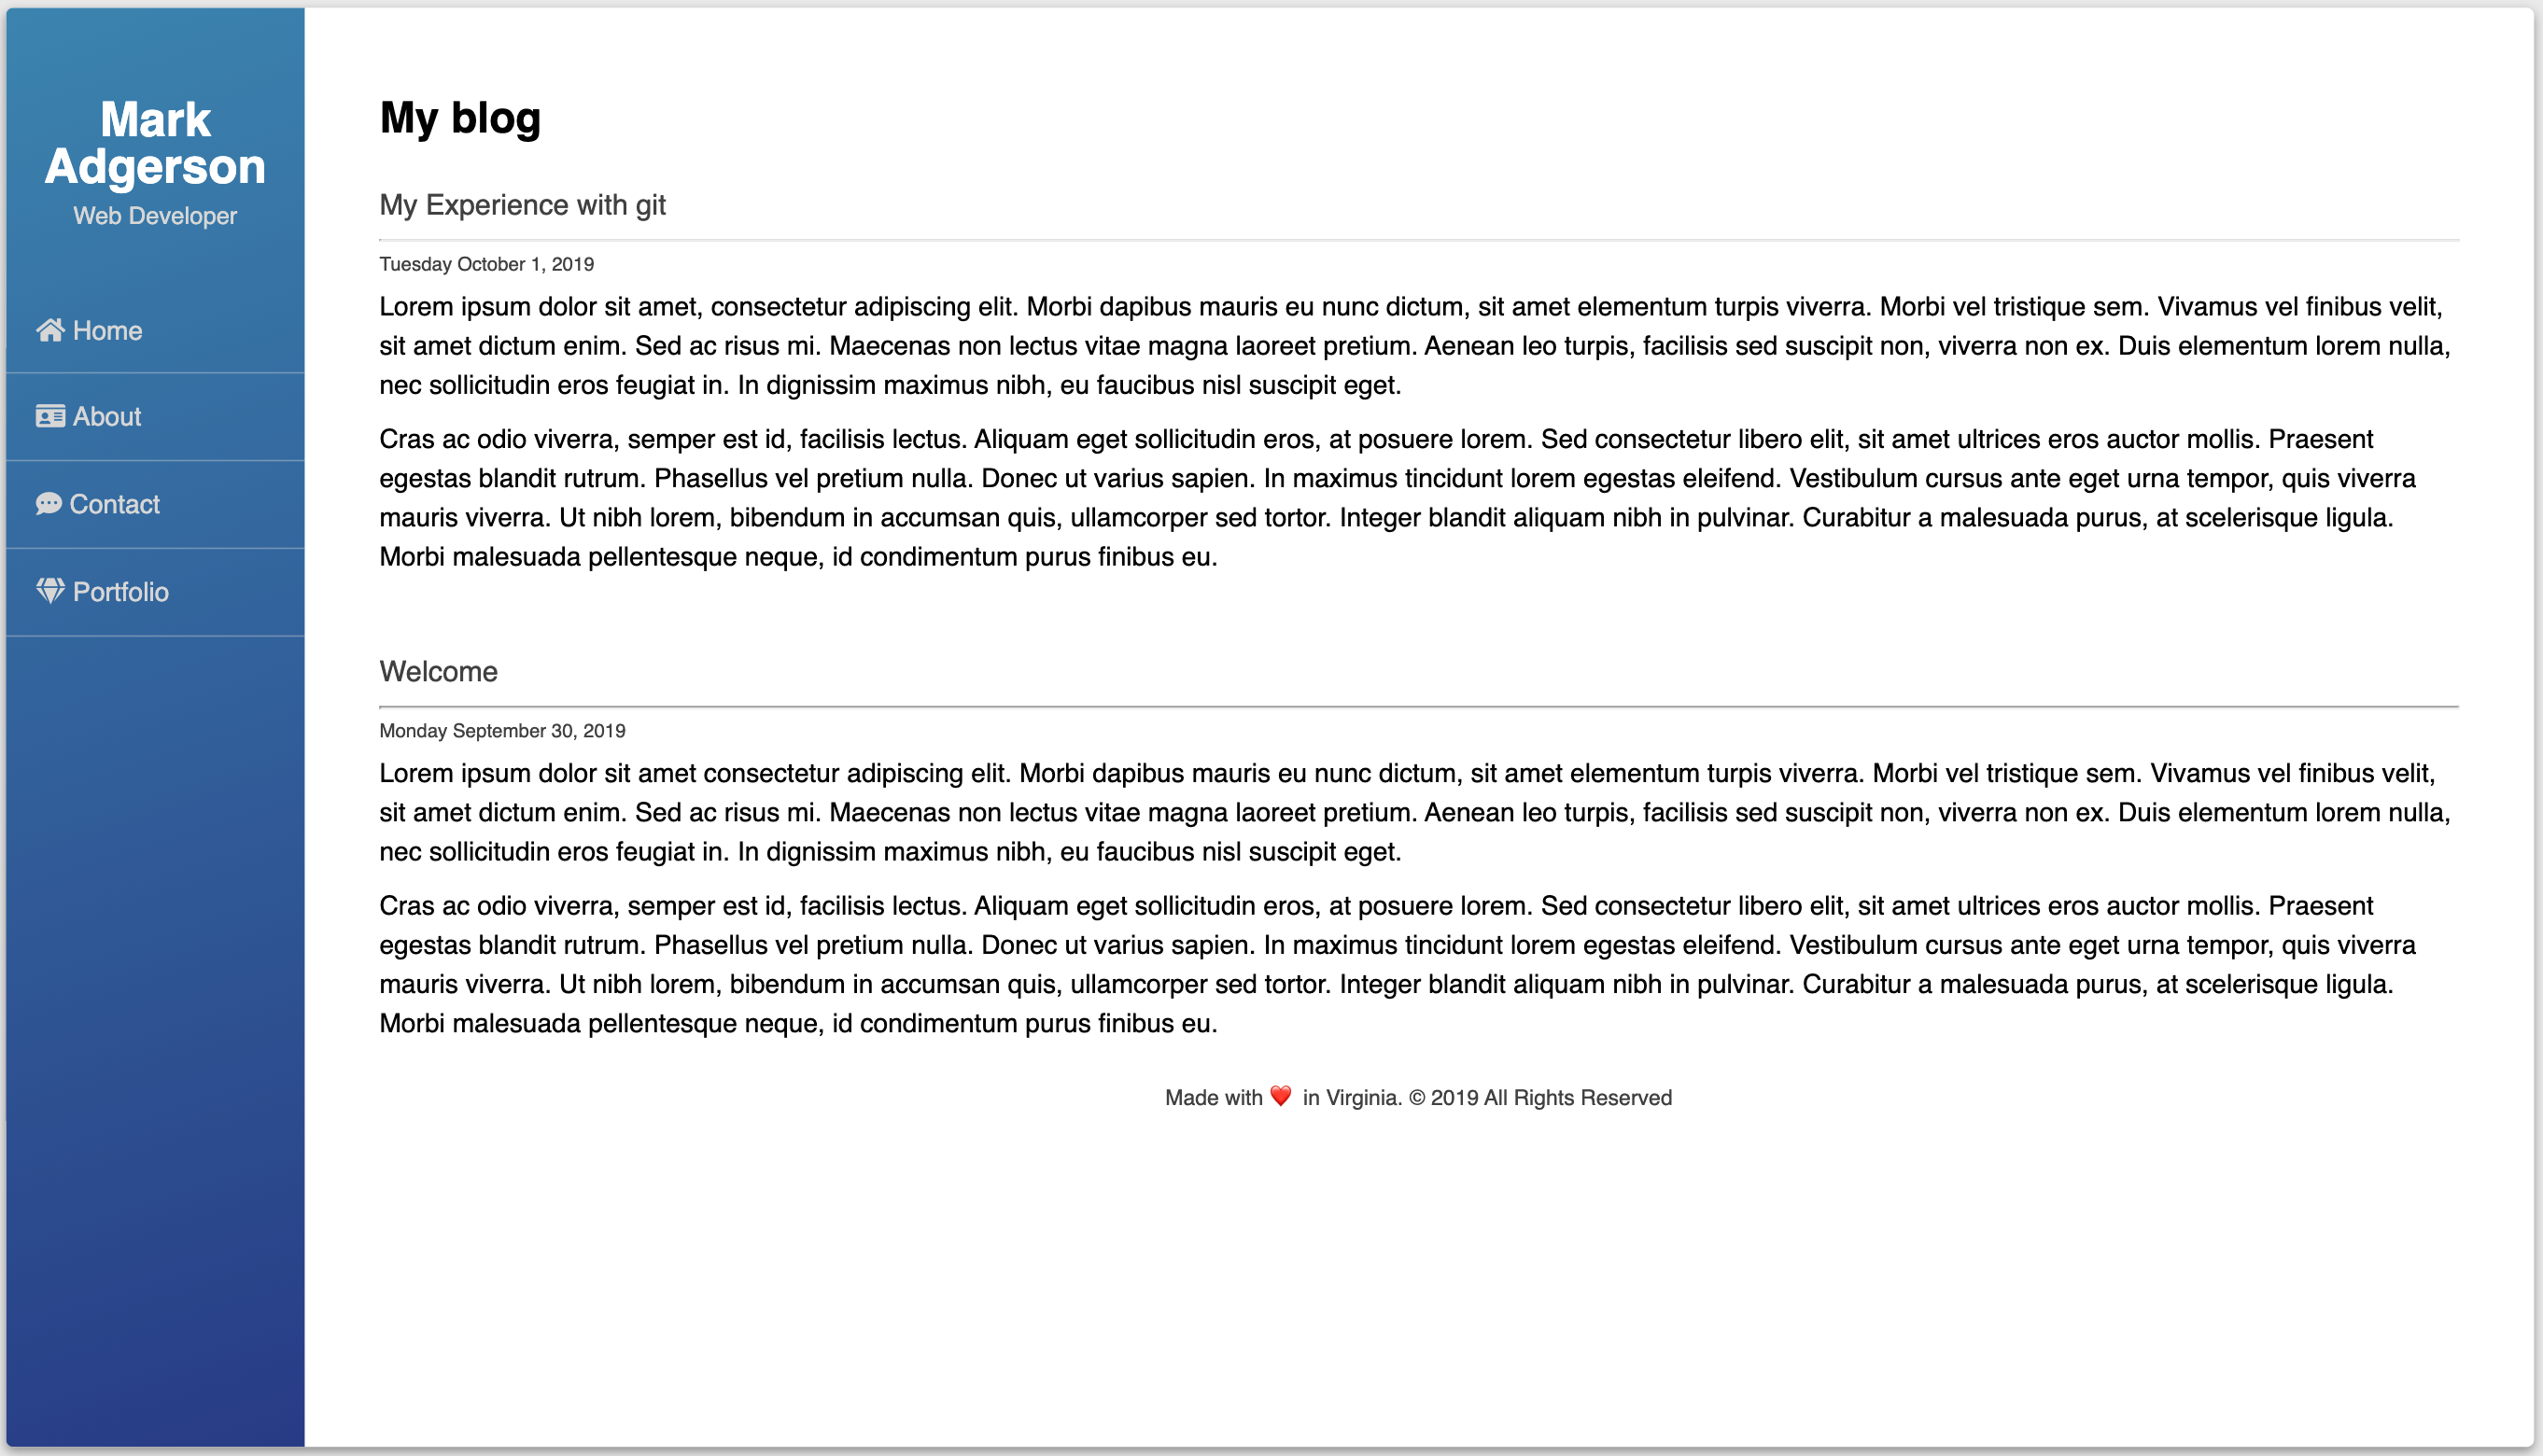 Mark
Adgerson
Web Developer
Home
About
Contact
Portfolio
My blog
My Experience with git
Tuesday October 1, 2019
Lorem ipsum dolor sit amet, consectetur adipiscing elit. Morbi dapibus mauris eu nunc dictum, sit amet elementum turpis viverra. Morbi vel tristique sem. Vivamus vel finibus velit,
sit amet dictum enim. Sed ac risus mi. Maecenas non lectus vitae magna laoreet pretium. Aenean leo turpis, facilisis sed suscipit non, viverra non ex. Duis elementum lorem nulla,
nec sollicitudin eros feugiat in. In dignissim maximus nibh, eu faucibus nisl suscipit eget.
Cras ac odio viverra, semper est id, facilisis lectus. Aliquam eget sollicitudin eros, at posuere lorem. Sed consectetur libero elit, sit amet ultrices eros auctor mollis. Praesent
egestas blandit rutrum. Phasellus vel pretium nulla. Donec ut varius sapien. In maximus tincidunt lorem egestas eleifend. Vestibulum cursus ante eget urna tempor, quis viverra
mauris viverra. Ut nibh lorem, bibendum in accumsan quis, ullamcorper sed tortor. Integer blandit aliquam nibh in pulvinar. Curabitur a malesuada purus, at scelerisque ligula.
Morbi malesuada pellentesque neque, id condimentum purus finibus eu.
Welcome
Monday September 30, 2019
Lorem ipsum dolor sit amet consectetur adipiscing elit. Morbi dapibus mauris eu nunc dictum, sit amet elementum turpis viverra. Morbi vel tristique sem. Vivamus vel finibus velit,
sit amet dictum enim. Sed ac risus mi. Maecenas non lectus vitae magna laoreet pretium. Aenean leo turpis, facilisis sed suscipit non, viverra non ex. Duis elementum lorem nulla,
nec sollicitudin eros feugiat in. In dignissim maximus nibh, eu faucibus nisl suscipit eget.
Cras ac odio viverra, semper est id, facilisis lectus. Aliquam eget sollicitudin eros, at posuere lorem. Sed consectetur libero elit, sit amet ultrices eros auctor mollis. Praesent
egestas blandit rutrum. Phasellus vel pretium nulla. Donec ut varius sapien. In maximus tincidunt lorem egestas eleifend. Vestibulum cursus ante eget urna tempor, quis viverra
mauris viverra. Ut nibh lorem, bibendum in accumsan quis, ullamcorper sed tortor. Integer blandit aliquam nibh in pulvinar. Curabitur a malesuada purus, at scelerisque ligula.
Morbi malesuada pellentesque neque, id condimentum purus finibus eu.
Made with ❤️ in Virginia. © 2019 All Rights Reserved